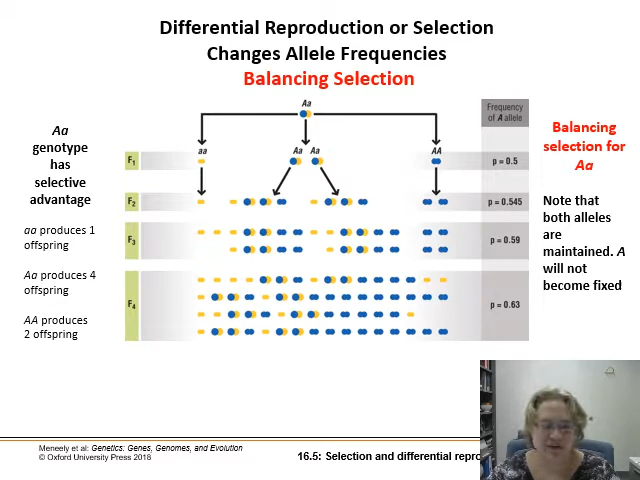 Differential Reproduction or Selection
Changes Allele Frequencies
Balancing Selection
Aa
genotype
has
selective
advantage
aa produces 1
offspring
Aa produces 4
offspring
AA produces
2 offspring
Aa
Frequency
of A allele
aa
Aa Aa
AA
F1
p = 0.5
F2
p = 0.545
F3
p = 0.59
F4
p = 0.63
Balancing
selection for
Aa
Note that
both alleles
are
maintained. A
will not
become fixed
Meneely et al: Genetics: Genes, Genomes, and Evolution
© Oxford University Press 2018
16.5: Selection and differential repro